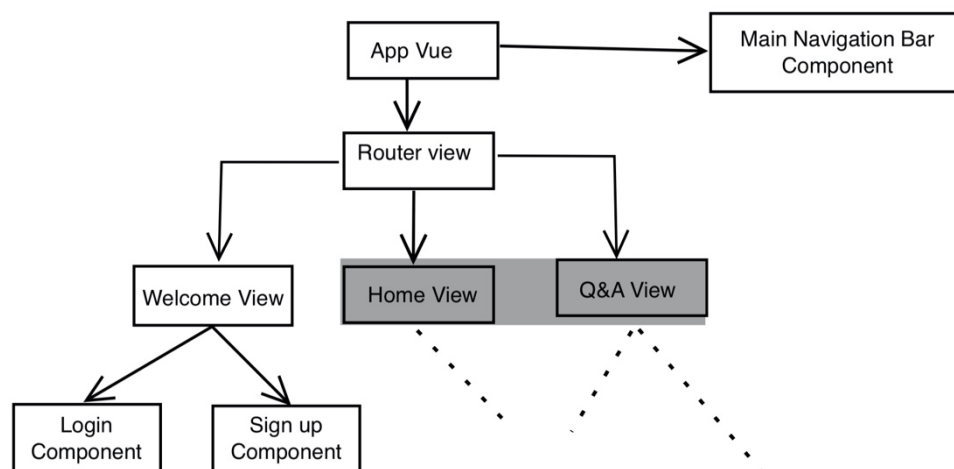 App Vue
Main Navigation Bar
Component
Router view
Welcome View
Home View
Q&A View
Login
Component
Sign up
Component